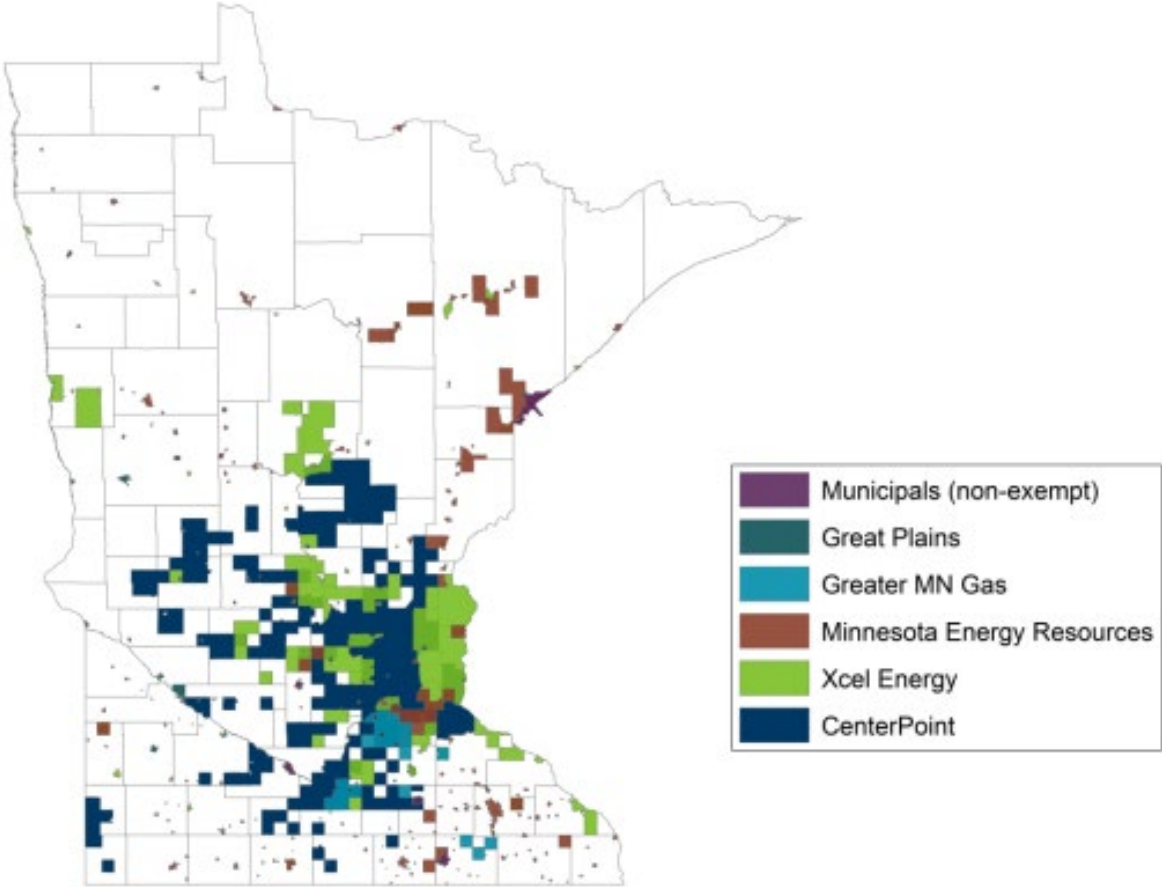 Municipals (non-exempt)
Great Plains
Greater MN Gas
Minnesota Energy Resources
Xcel Energy
CenterPoint